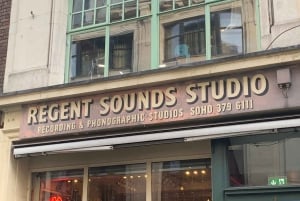 REGENT SOUNDS STUDIO
RECORDING & PHONOGRAPHIC STUDIOS SOHO 379 6111